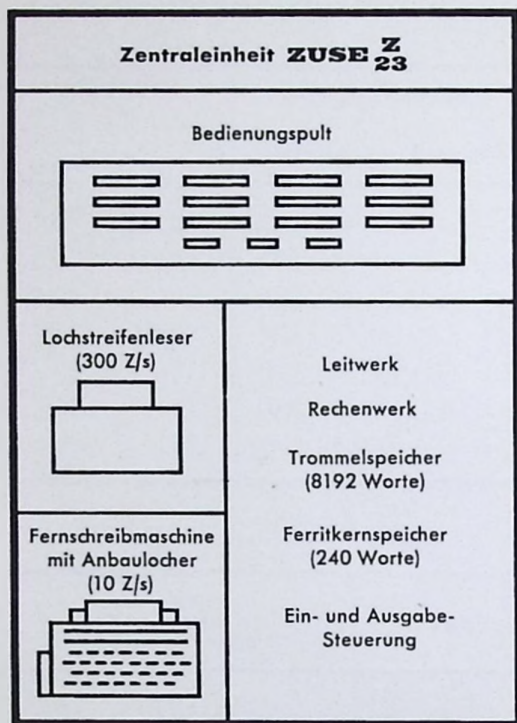 Zentraleinheit ZUSE Z 23
Bedienungspult
Lochstreifenleser
(300 Z/s)
Fernschreibmaschine
mit Anbaulocher
(10 Z/s)
Leitwerk
Rechenwerk
Trommelspeicher
(8192 Worte)
Ferritkernspeicher
(240 Worte)
Ein- und Ausgabe-
Steuerung